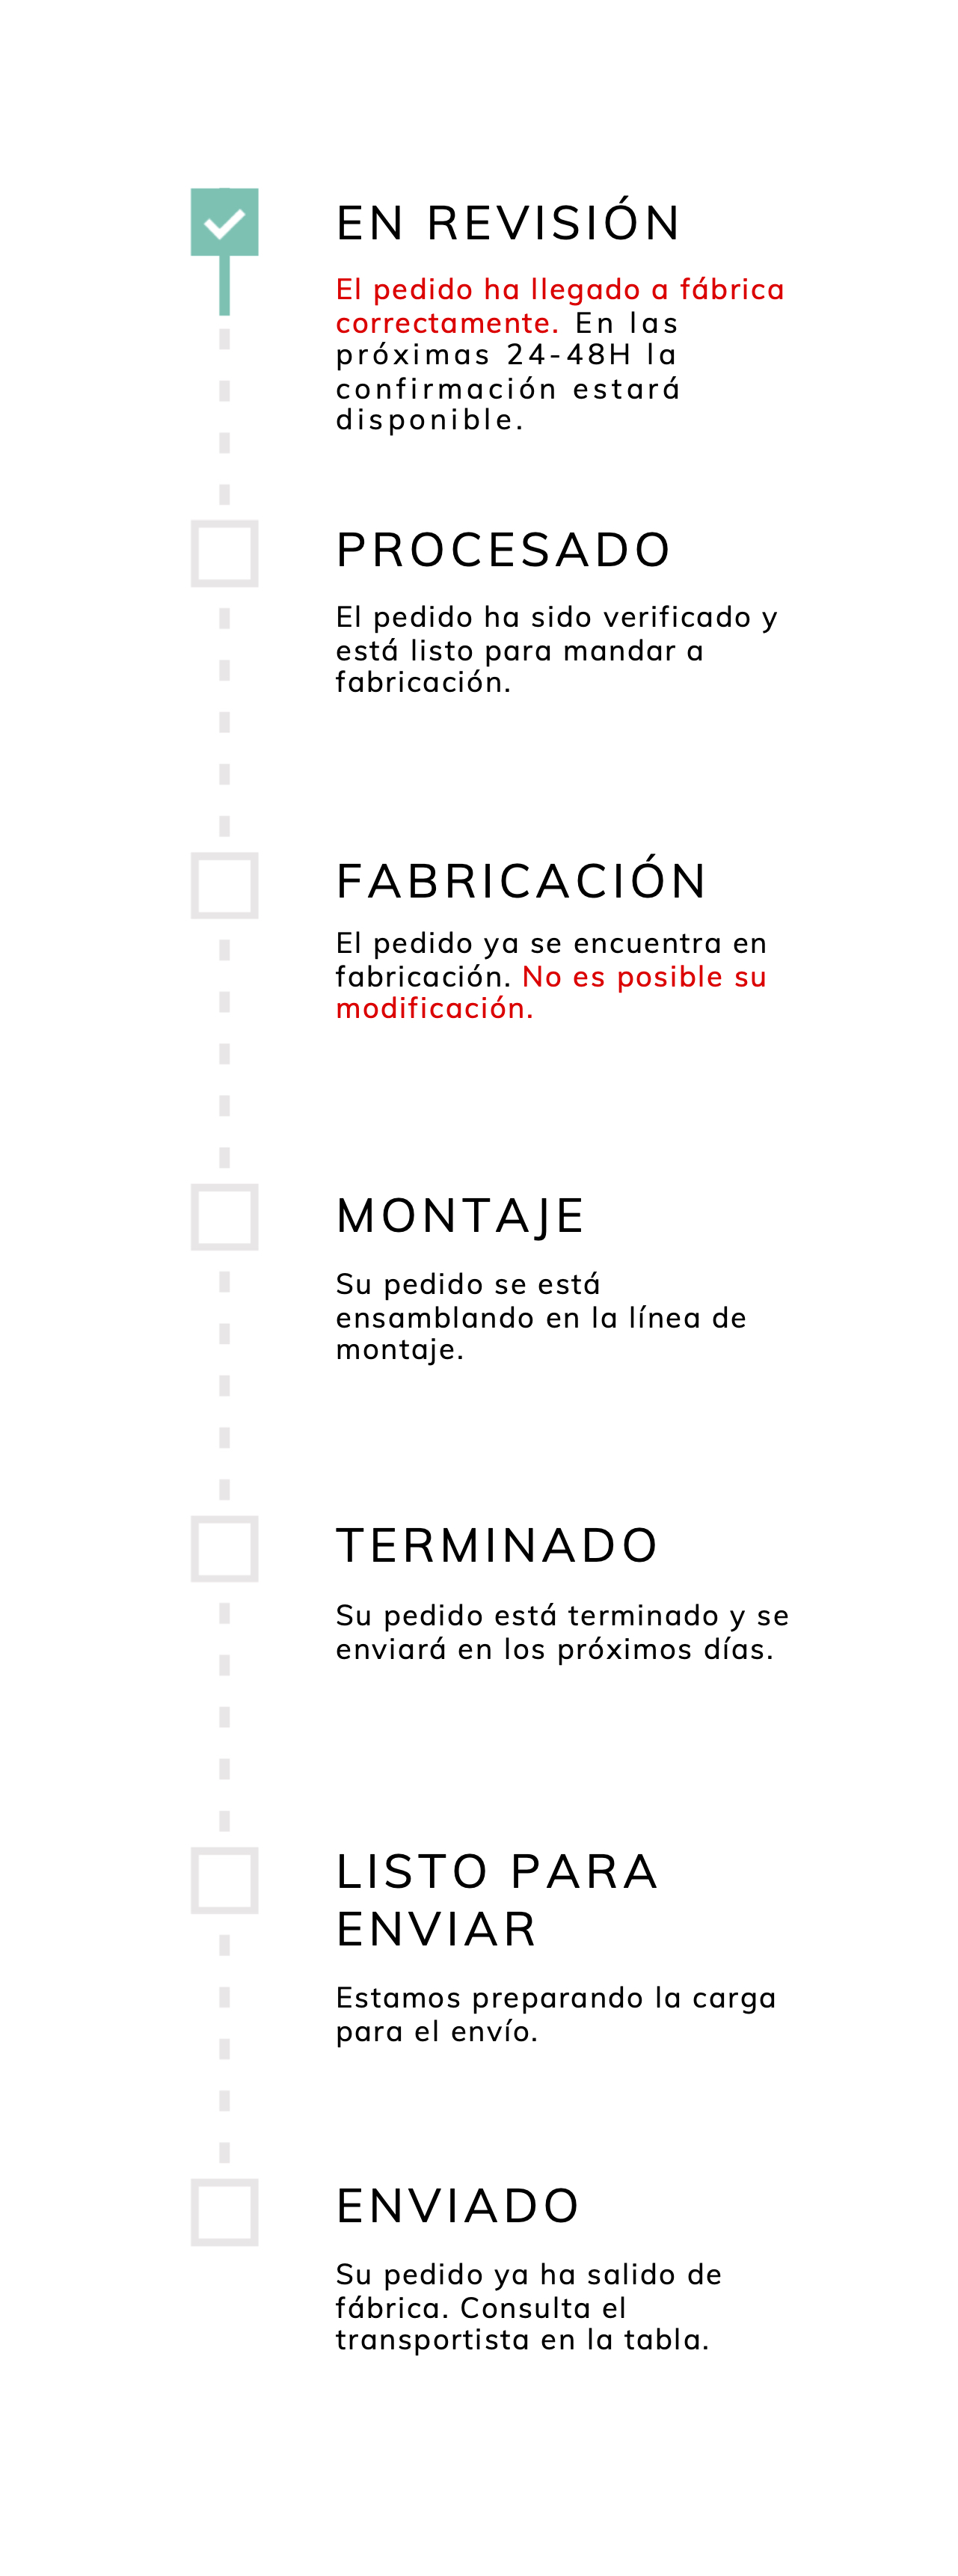 EN REVISIÓN
El pedido ha llegado a fábrica
correctamente. En las
próximas 24-48H la
confirmación estará
disponible.
PROCESADO
El pedido ha sido verificado y
está listo para mandar a
fabricación.
FABRICACIÓN
El pedido ya se encuentra en
fabricación. No es posible su
modificación.
MONTAJE
Su pedido se está
ensamblando en la línea de
montaje.
TERMINADO
Su pedido está terminado y se
enviará en los próximos días.
LISTO PARA
ENVIAR
Estamos preparando la carga
para el envío.
ENVIADO
Su pedido ya ha salido de
fábrica. Consulta el
transportista en la tabla.